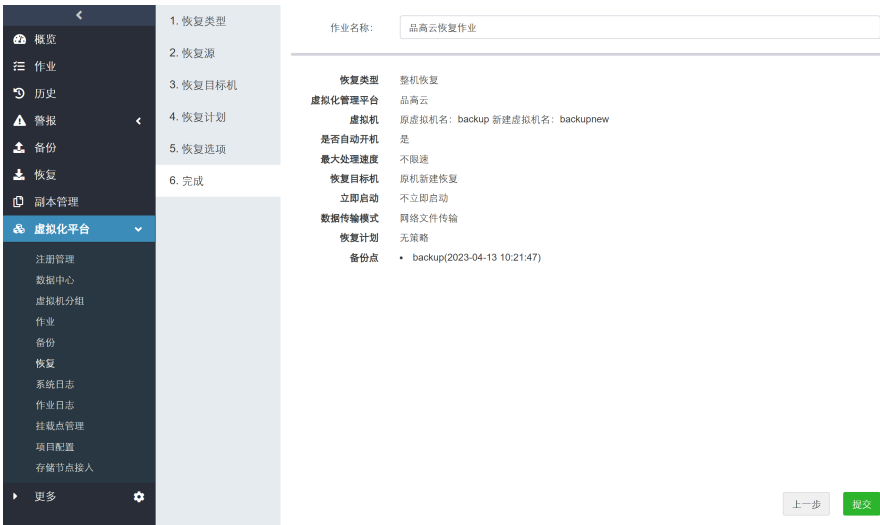 概览
作业
历史
警报
备份
恢复
副本管理
虚拟化平台
注册管理
数据中心
虚拟机分组
作业
备份
恢复
系统日志
作业日志
挂载点管理
项目配置
存储节点接入
更多
1. 恢复类型
2. 恢复源
3. 恢复目标机
4. 恢复计划
5. 恢复选项
6. 完成
作业名称: 品高云恢复作业
恢复类型 整机恢复
虚拟化管理平台 品高云
虚拟机 原虚拟机名: backup 新建虚拟机名: backupnew
是否自动开机 是
最大处理速度 不限速
恢复目标机 原机新建恢复
立即启动 不立即启动
数据传输模式 网络文件传输
恢复计划 无策略
备份点 • backup(2023-04-13 10:21:47)
上一步 提交